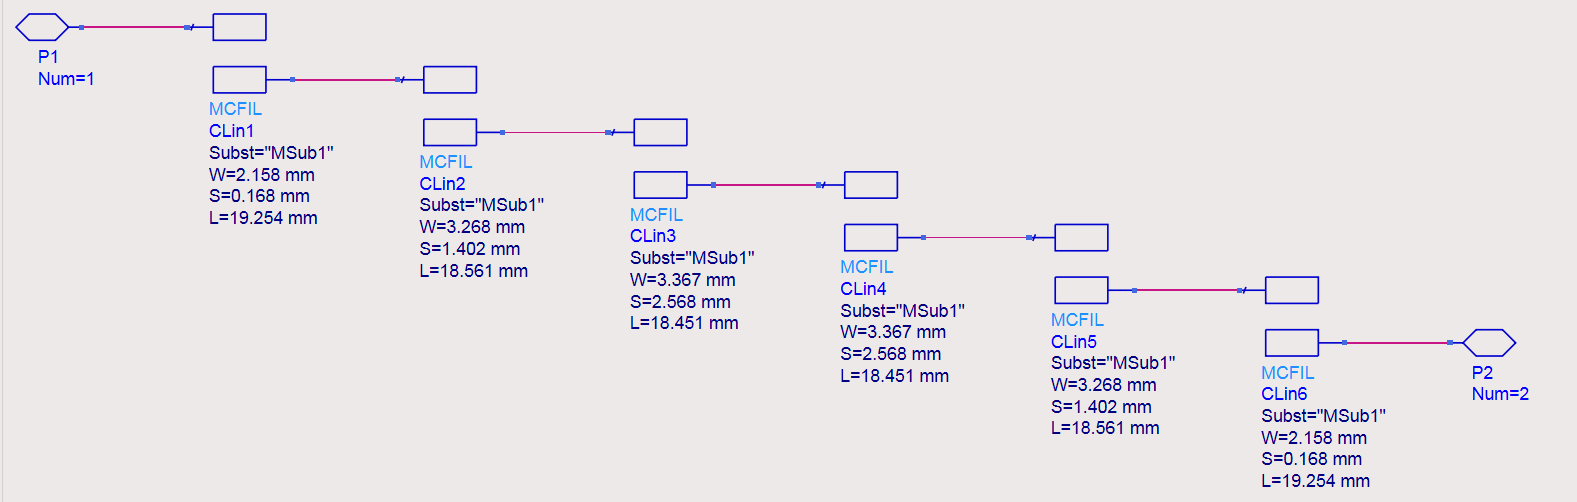 P1
Num=1
MCFIL
CLin1
Subst="MSub1"
W=2.158 mm
S=0.168 mm
L=19.254 mm
MCFIL
CLin2
Subst="MSub1"
W=3.268 mm
S=1.402 mm
L=18.561 mm
MCFIL
CLin3
Subst="MSub1"
W=3.367 mm
S=2.568 mm
L=18.451 mm
MCFIL
CLin4
Subst="MSub1"
W=3.367 mm
S=2.568 mm
L=18.451 mm
MCFIL
CLin5
Subst="MSub1"
W=3.268 mm
S=1.402 mm
L=18.561 mm
MCFIL
CLin6
Subst="MSub1"
W=2.158 mm
S=0.168 mm
L=19.254 mm
P2
Num=2